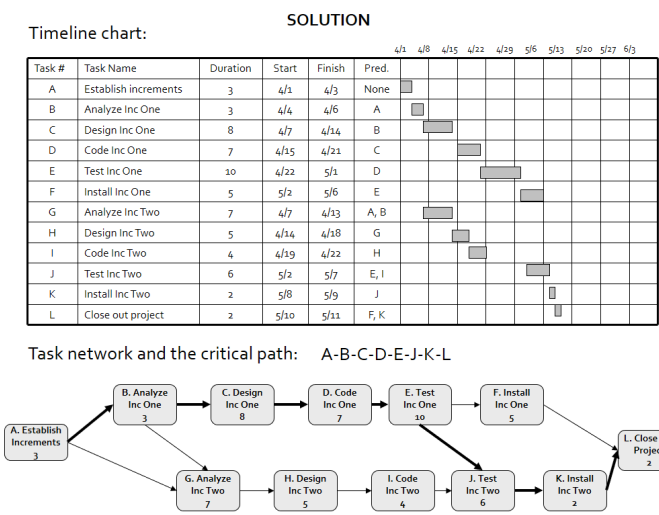 SOLUTION
Timeline chart:
4/1 4/8 4/15 4/22 4/29 5/6 5/13 5/20 5/27 6/3
Task # Task Name Duration Start Finish Pred.
A Establish increments 3 4/1 4/3 None
B Analyze Inc One 3 4/4 4/6 A
C Design Inc One 8 4/7 4/14 B
D Code Inc One 7 4/15 4/21 C
E Test Inc One 10 4/22 5/1 D
F Install Inc One 5 5/2 5/6 E
G Analyze Inc Two 7 4/7 4/13 A, B
H Design Inc Two 5 4/14 4/18 G
I Code Inc Two 4 4/19 4/22 H
J Test Inc Two 6 5/2 5/7 E, I
K Install Inc Two 2 5/8 5/9 J
L Close out project 2 5/10 5/11 F, K
Task network and the critical path: A-B-C-D-E-J-K-L
A. Establish
Increments
3
B. Analyze
Inc One
3
C. Design
Inc One
8
D. Code
Inc One
7
E. Test
Inc One
10
F. Install
Inc One
5
G. Analyze
Inc Two
7
H. Design
Inc Two
5
I. Code
Inc Two
4
J. Test
Inc Two
6
K. Install
Inc Two
2
L. Close
Projec
2